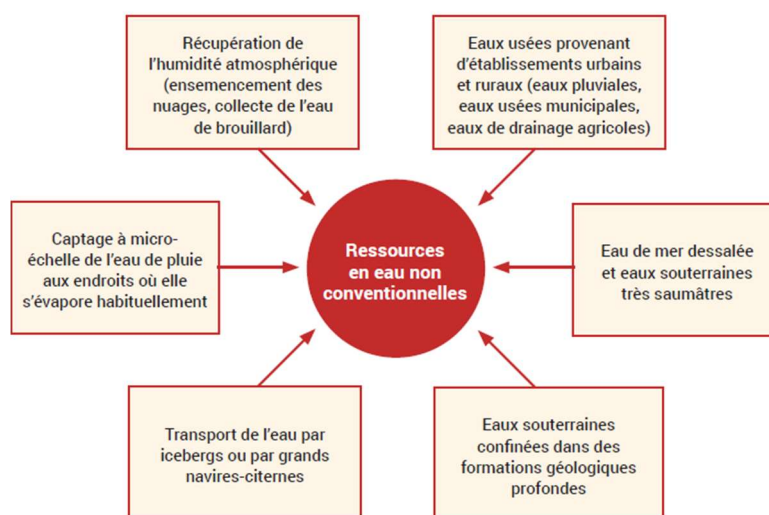 Récupération de
l'humidité atmosphérique
(ensemencement des
nuages, collecte de l'eau
de brouillard)
Eaux usées provenant
d'établissements urbains
et ruraux (eaux pluviales,
eaux usées municipales,
eaux de drainage agricoles)
Captage à micro-
échelle de l'eau de pluie
aux endroits où elle
s'évapore habituellement
Ressources
en eau non
conventionnelles
Eau de mer dessalée
et eaux souterraines
très saumâtres
Transport de l'eau par
icebergs ou par grands
navires-citernes
Eaux souterraines
confinées dans des
formations géologiques
profondes